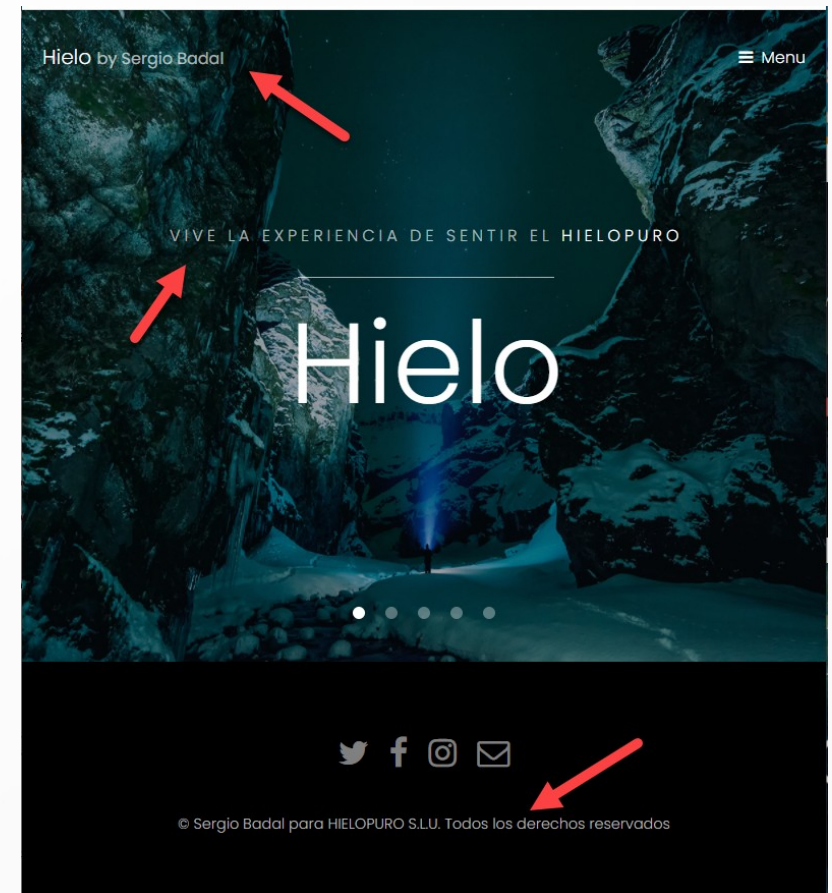 Hielo by Sergio Badal
Menu
VIVE LA EXPERIENCIA DE SENTIR EL HIELOPURO
Hielo
© Sergio Badal para HIELOPURO S.L.U. Todos los derechos reservados